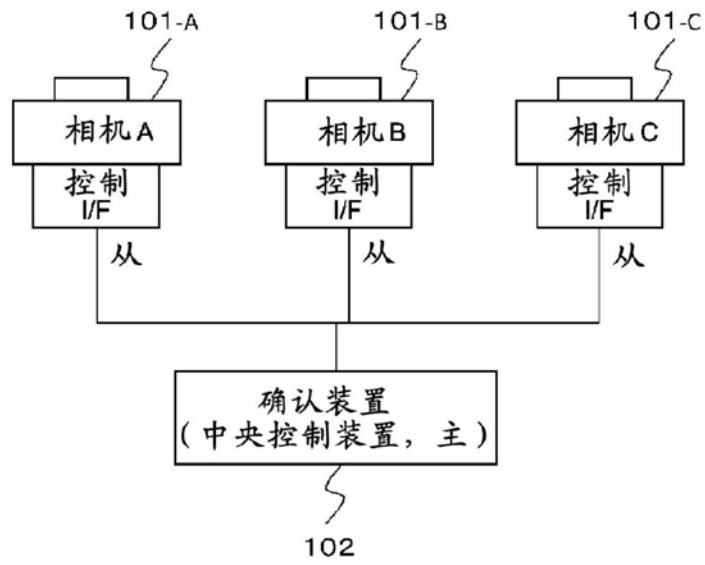 101-A
101-B
101-C
相机A
相机B
相机C
控制
I/F
控制
I/F
控制
I/F
从
从
从
确认装置
(中央控制装置，主)
102